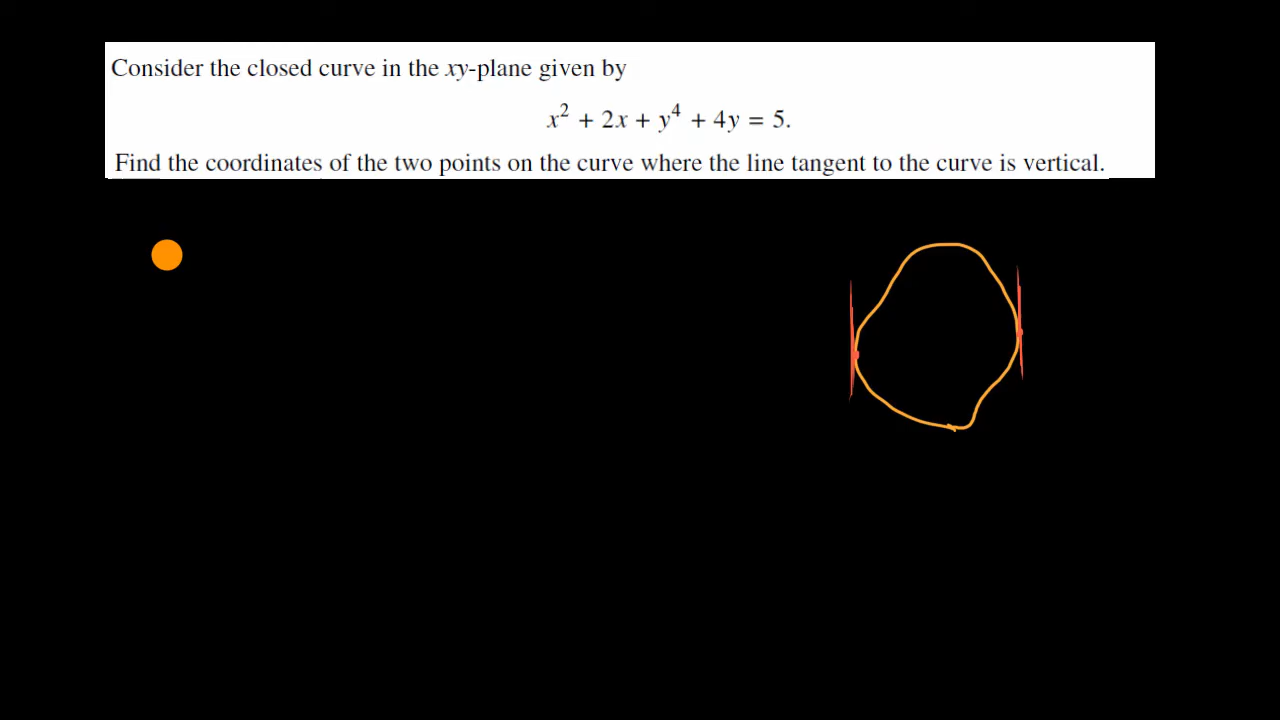 Consider the closed curve in the xy-plane given by
x² + 2x + y⁴ + 4y = 5.
Find the coordinates of the two points on the curve where the line tangent to the curve is vertical.